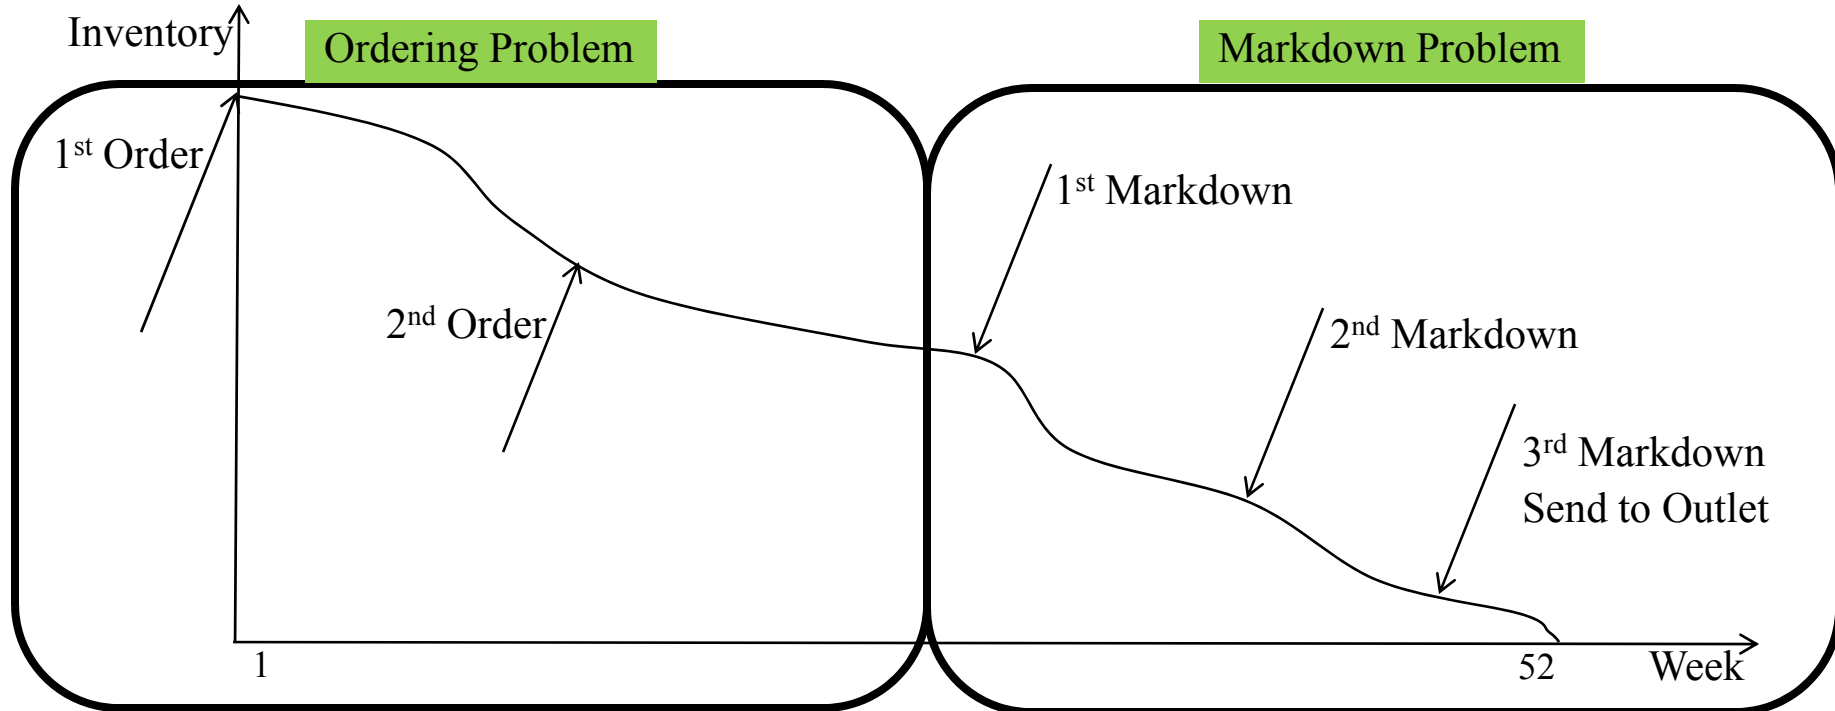 Inventory
Ordering Problem
Markdown Problem
1st Order
1st Markdown
2nd Order
2nd Markdown
3rd Markdown
Send to Outlet
1
52
Week